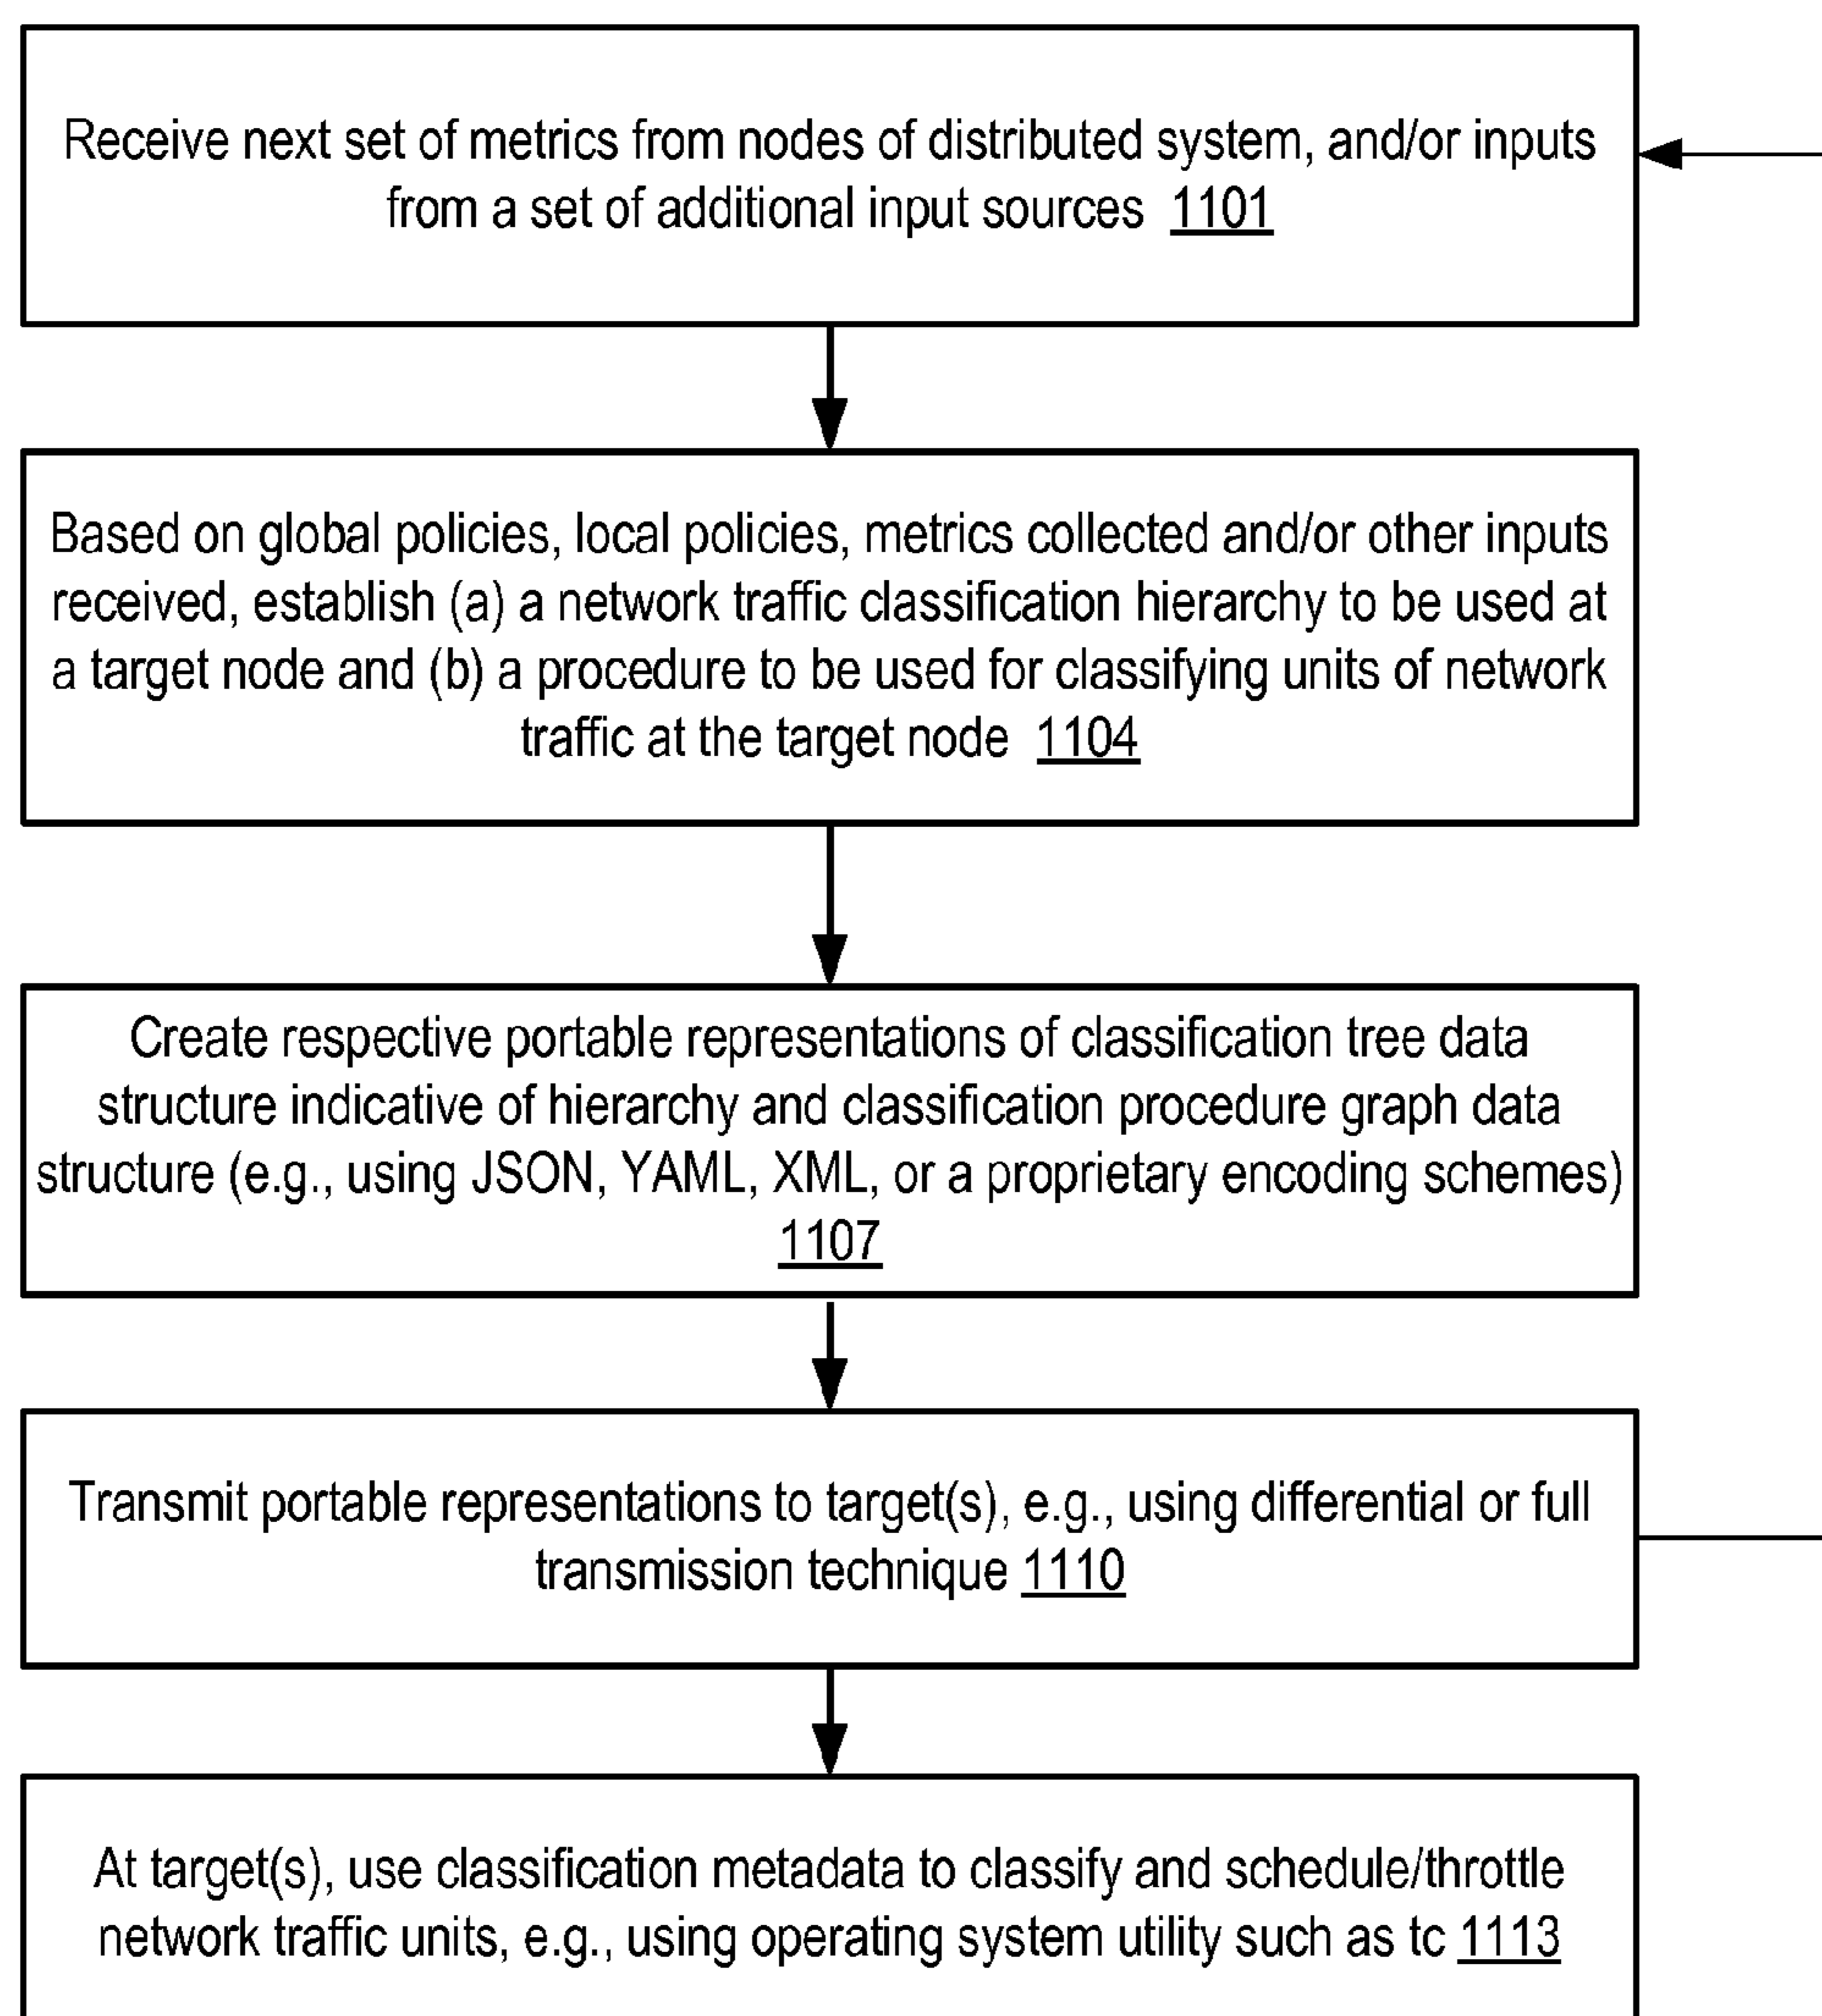 Receive next set of metrics from nodes of distributed system, and/or inputs
from a set of additional input sources 1101
Based on global policies, local policies, metrics collected and/or other inputs
received, establish (a) a network traffic classification hierarchy to be used at
a target node and (b) a procedure to be used for classifying units of network
traffic at the target node 1104
Create respective portable representations of classification tree data
structure indicative of hierarchy and classification procedure graph data
structure (e.g., using JSON, YAML, XML, or a proprietary encoding schemes)
1107
Transmit portable representations to target(s), e.g., using differential or full
transmission technique 1110
At target(s), use classification metadata to classify and schedule/throttle
network traffic units, e.g., using operating system utility such as tc 1113